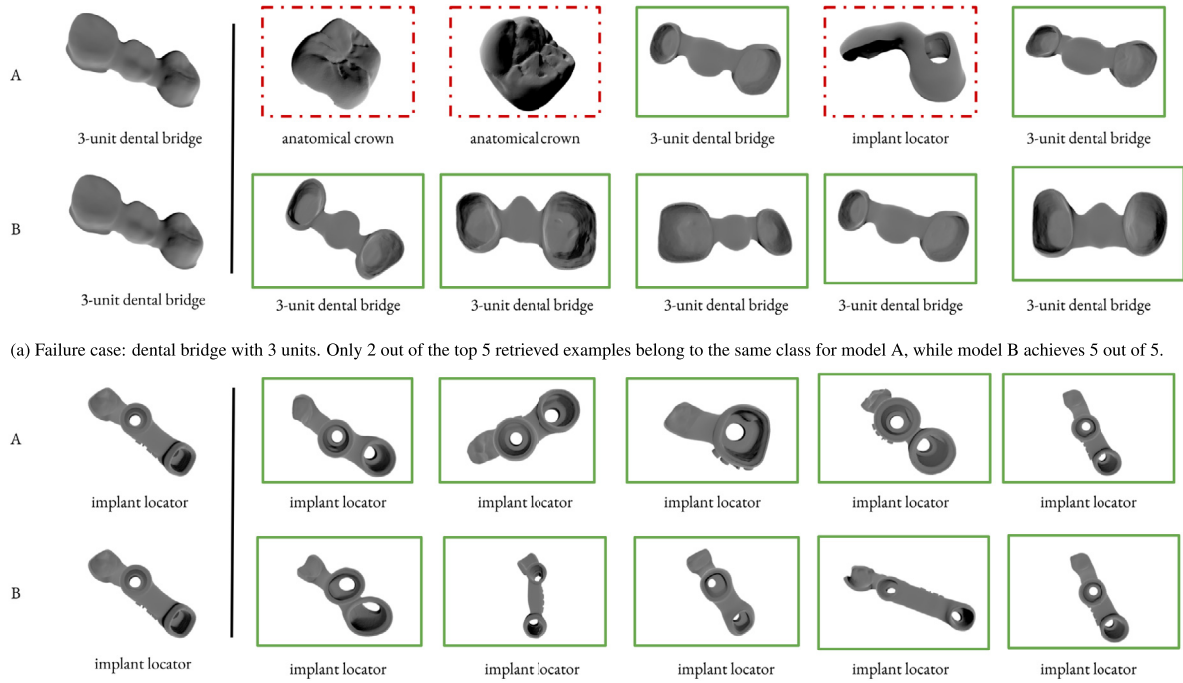 A
3-unit dental bridge anatomical crown anatomical crown 3-unit dental bridge implant locator 3-unit dental bridge
B
3-unit dental bridge 3-unit dental bridge 3-unit dental bridge 3-unit dental bridge 3-unit dental bridge 3-unit dental bridge
(a) Failure case: dental bridge with 3 units. Only 2 out of the top 5 retrieved examples belong to the same class for model A, while model B achieves 5 out of 5.
A
implant locator implant locator implant locator implant locator implant locator implant locator
B
implant locator implant locator implant locator implant locator implant locator implant locator